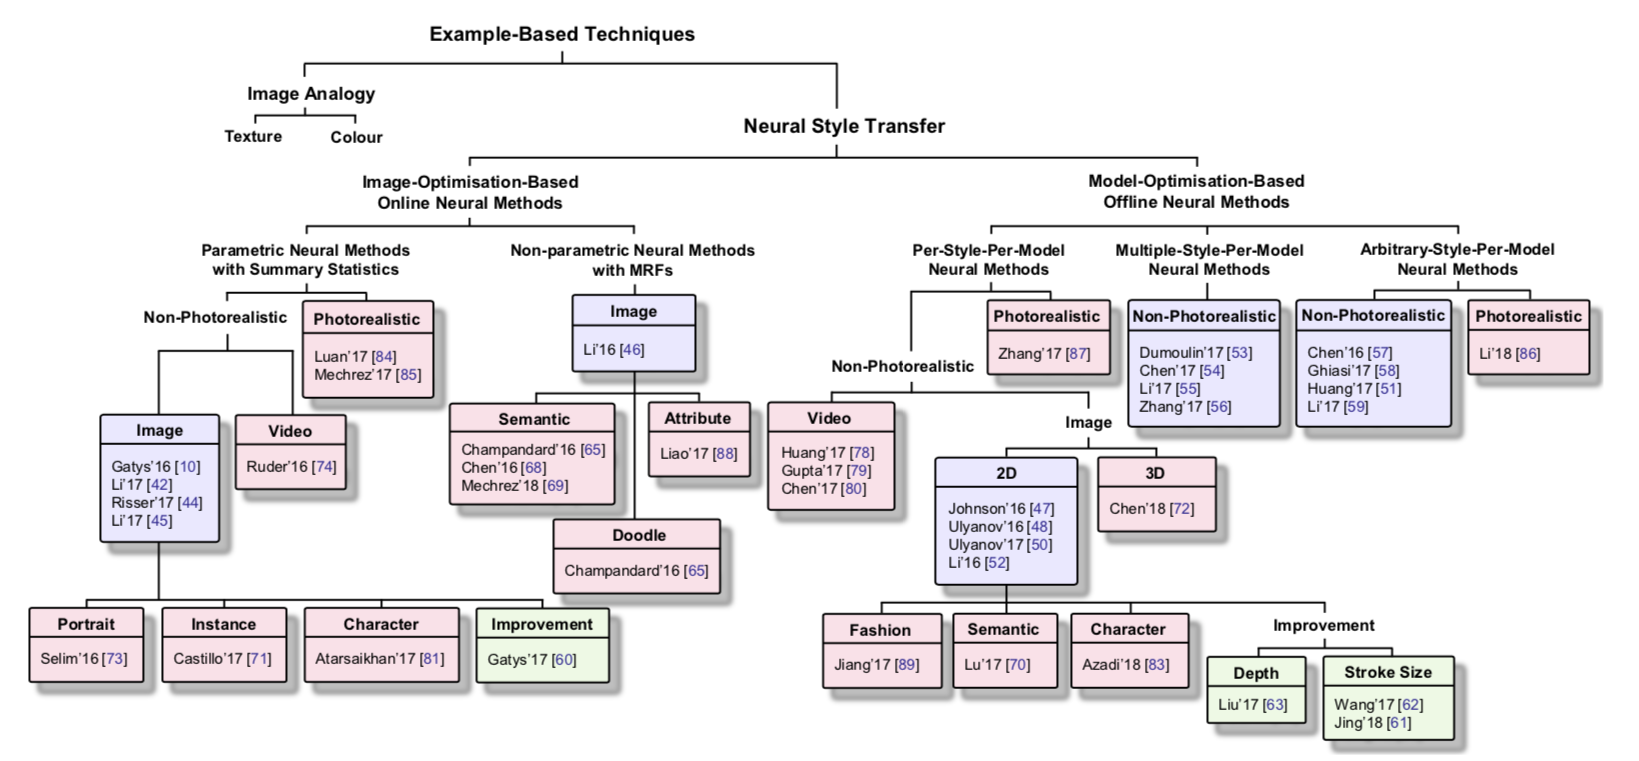 Example-Based Techniques
Image Analogy
Texture
Colour
Neural Style Transfer
Image-Optimisation-Based
Online Neural Methods
Parametric Neural Methods
with Summary Statistics
Non-Photorealistic
Image
Gatys'16 [10]
Li'17 [42]
Risser'17 [44]
Li'17 [45]
Portrait
Selim'16 [73]
Instance
Castillo'17 [71]
Character
Atarsaikhan'17 [81]
Improvement
Gatys'17 [60]
Video
Ruder'16 [74]
Photorealistic
Luan'17 [84]
Mechrez'17 [85]
Non-parametric Neural Methods
with MRFs
Image
Li'16 [46]
Semantic
Champandard'16 [65]
Chen'16 [68]
Mechrez'18 [69]
Attribute
Liao'17 [88]
Doodle
Champandard'16 [65]
Model-Optimisation-Based
Offline Neural Methods
Per-Style-Per-Model
Neural Methods
Non-Photorealistic
Video
Huang'17 [78]
Gupta'17 [79]
Chen'17 [80]
Image
2D
Johnson'16 [47]
Ulyanov'16 [48]
Ulyanov'17 [50]
Li'16 [52]
Fashion
Jiang'17 [89]
Semantic
Lu'17 [70]
Character
Azadi'18 [83]
Improvement
Depth
Liu'17 [63]
Stroke Size
Wang'17 [62]
Jing'18 [61]
3D
Chen'18 [72]
Photorealistic
Zhang'17 [87]
Multiple-Style-Per-Model
Neural Methods
Non-Photorealistic
Dumoulin'17 [53]
Chen'17 [54]
Li'17 [55]
Zhang'17 [56]
Arbitrary-Style-Per-Model
Neural Methods
Non-Photorealistic
Chen'16 [57]
Ghiasi'17 [58]
Huang'17 [51]
Li'17 [59]
Photorealistic
Li'18 [86]